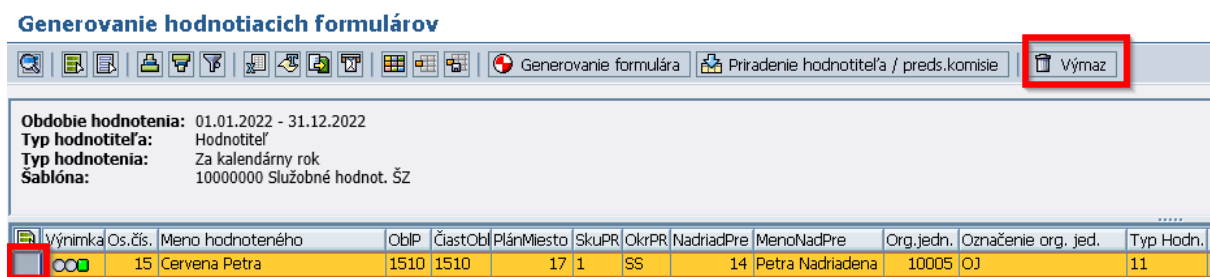 Generovanie hodnotiacich formulárov
Generovanie formulára Priradenie hodnotiteľa / preds.komisie Výmaz
Obdobie hodnotenia: 01.01.2022 - 31.12.2022
Typ hodnotiteľa: Hodnotiteľ
Typ hodnotenia: Za kalendárny rok
Šablóna: 10000000 Služobné hodnot. ŠZ
Výnimka Os.čís. Meno hodnoteného OblP ČiastObl PlánMiesto SkuPR OkrPR NadriadPre MenoNadPre Org.jedn. Označenie org. jed. Typ Hodn.
15 Cervena Petra 1510 1510 17 1 SS 14 Petra Nadriadena 10005 OJ 11